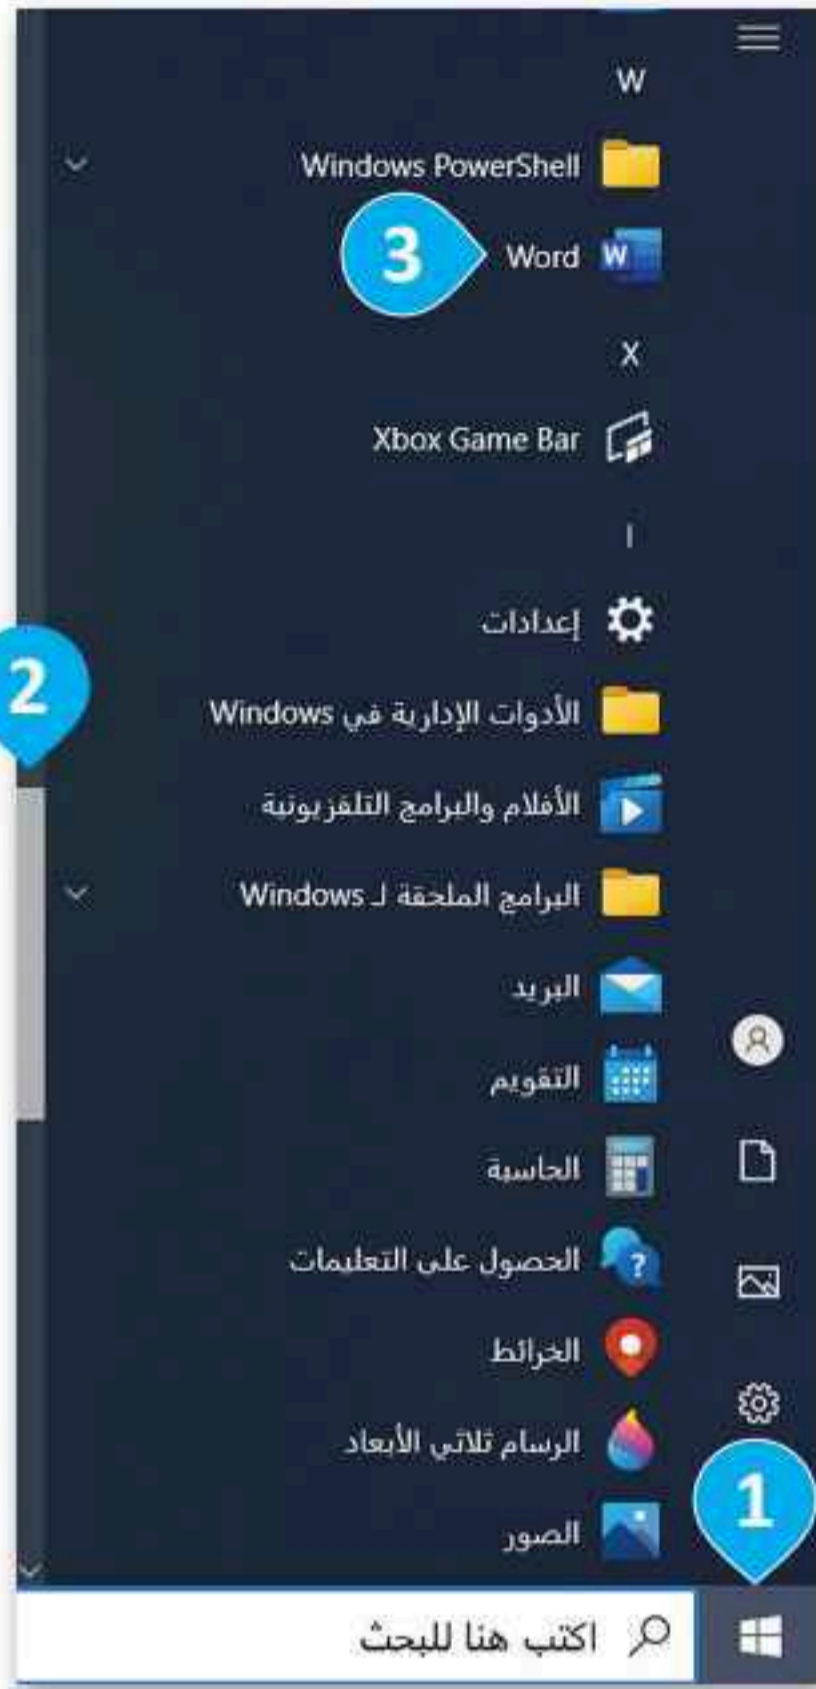 W
Windows PowerShell
Word
3
X
Xbox Game Bar
إ
إعدادات
2
الأدوات الإدارية في Windows
الأفلام والبرامج التلفزيونية
البرامج الملحقة لـ Windows
البريد
التقويم
الحاسبة
الحصول على التعليمات
الخرائط
الرسام ثلاثي الأبعاد
1
الصور
اكتب هنا للبحث